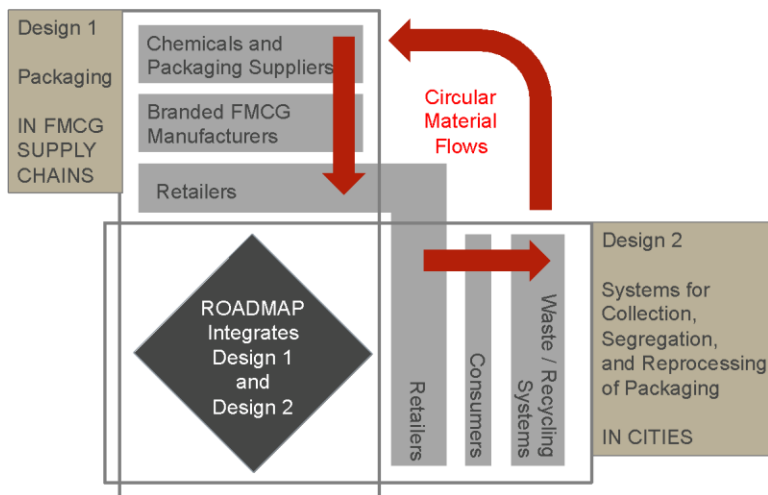 Design 1
Packaging
IN FMCG
SUPPLY
CHAINS
Chemicals and
Packaging Suppliers
Branded FMCG
Manufacturers
Retailers
Circular
Material
Flows
ROADMAP
Integrates
Design 1
and
Design 2
Retailers
Consumers
Waste / Recycling
Systems
Design 2
Systems for
Collection,
Segregation,
and Reprocessing
of Packaging
IN CITIES